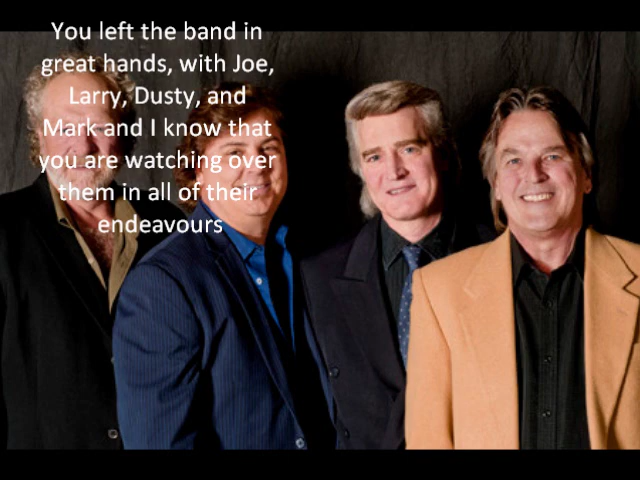 You left the band in
great hands, with Joe,
Larry, Dusty, and
Mark and I know that
you are watching over
them in all of their
endeavours